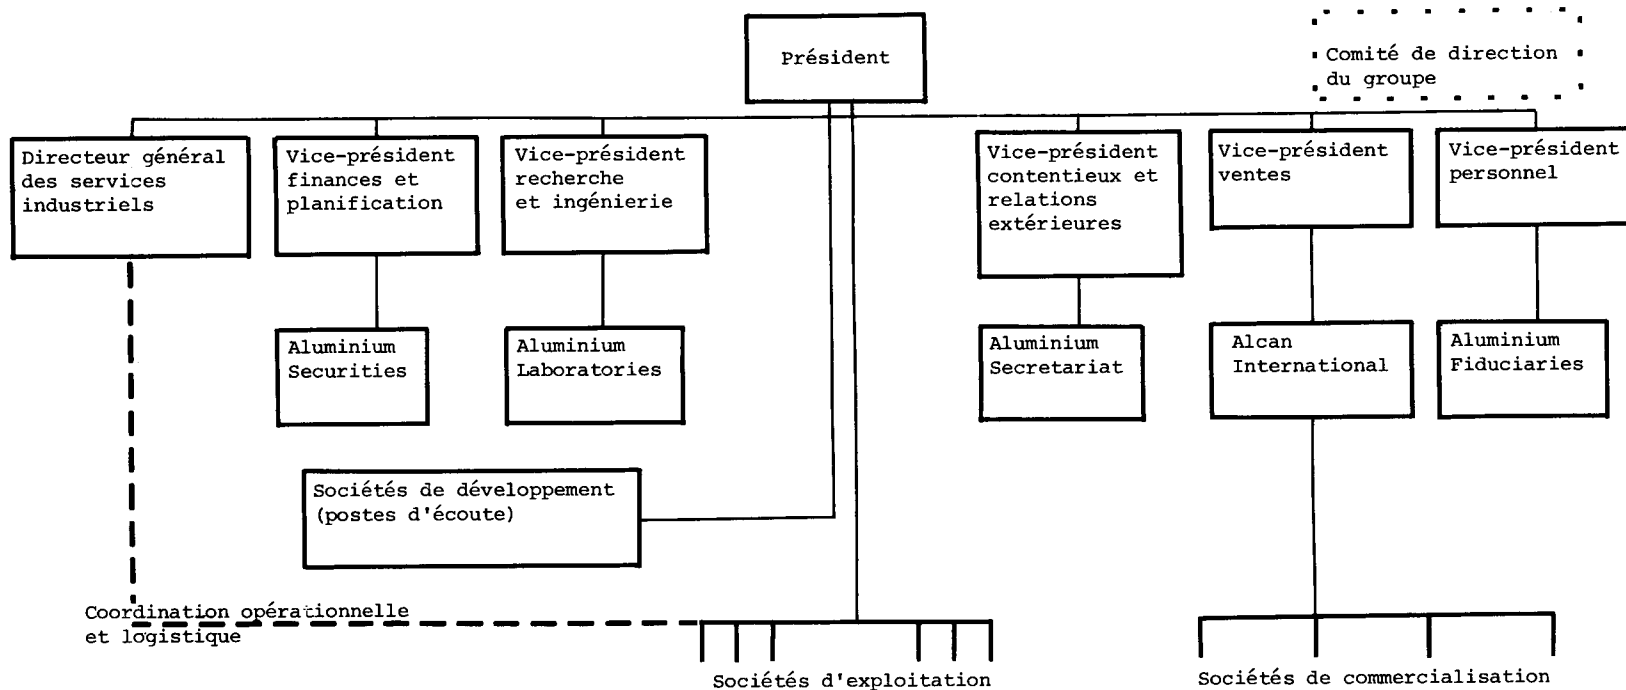 Président
Comité de direction
du groupe
Directeur général
des services
industriels
Vice-président
finances et
planification
Vice-président
recherche
et ingénierie
Vice-président
contentieux et
relations
extérieures
Vice-président
ventes
Vice-président
personnel
Aluminium
Securities
Aluminium
Laboratories
Aluminium
Secretariat
Alcan
International
Aluminium
Fiduciaries
Sociétés de développement
(postes d'écoute)
Coordination opérationnelle
et logistique
Sociétés d'exploitation
Sociétés de commercialisation